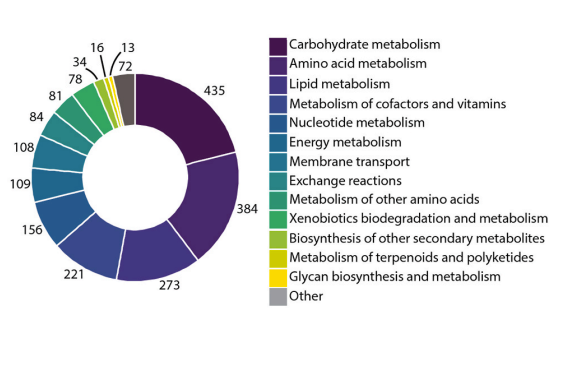 16
13
34
72
78
435
81
84
108
109
384
156
221
273
Carbohydrate metabolism
Amino acid metabolism
Lipid metabolism
Metabolism of cofactors and vitamins
Nucleotide metabolism
Energy metabolism
Membrane transport
Exchange reactions
Metabolism of other amino acids
Xenobiotics biodegradation and metabolism
Biosynthesis of other secondary metabolites
Metabolism of terpenoids and polyketides
Glycan biosynthesis and metabolism
Other